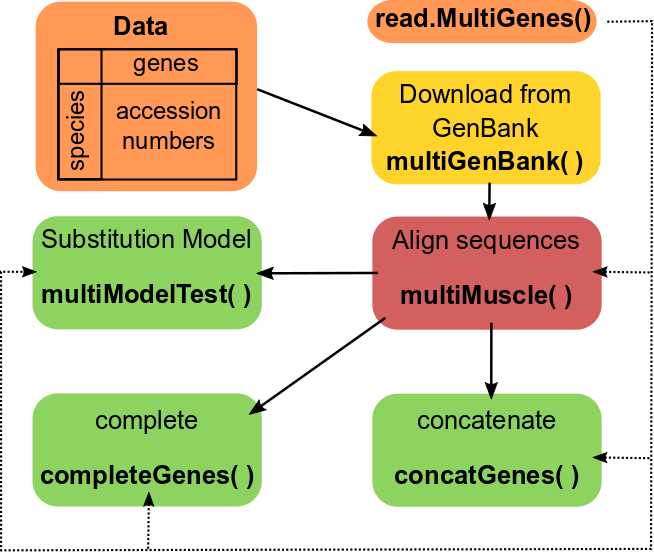 Data
genes
species
accession
numbers
read.MultiGenes()
Download from
GenBank
multiGenBank( )
Substitution Model
multiModelTest( )
Align sequences
multiMuscle( )
complete
completeGenes( )
concatenate
concatGenes( )